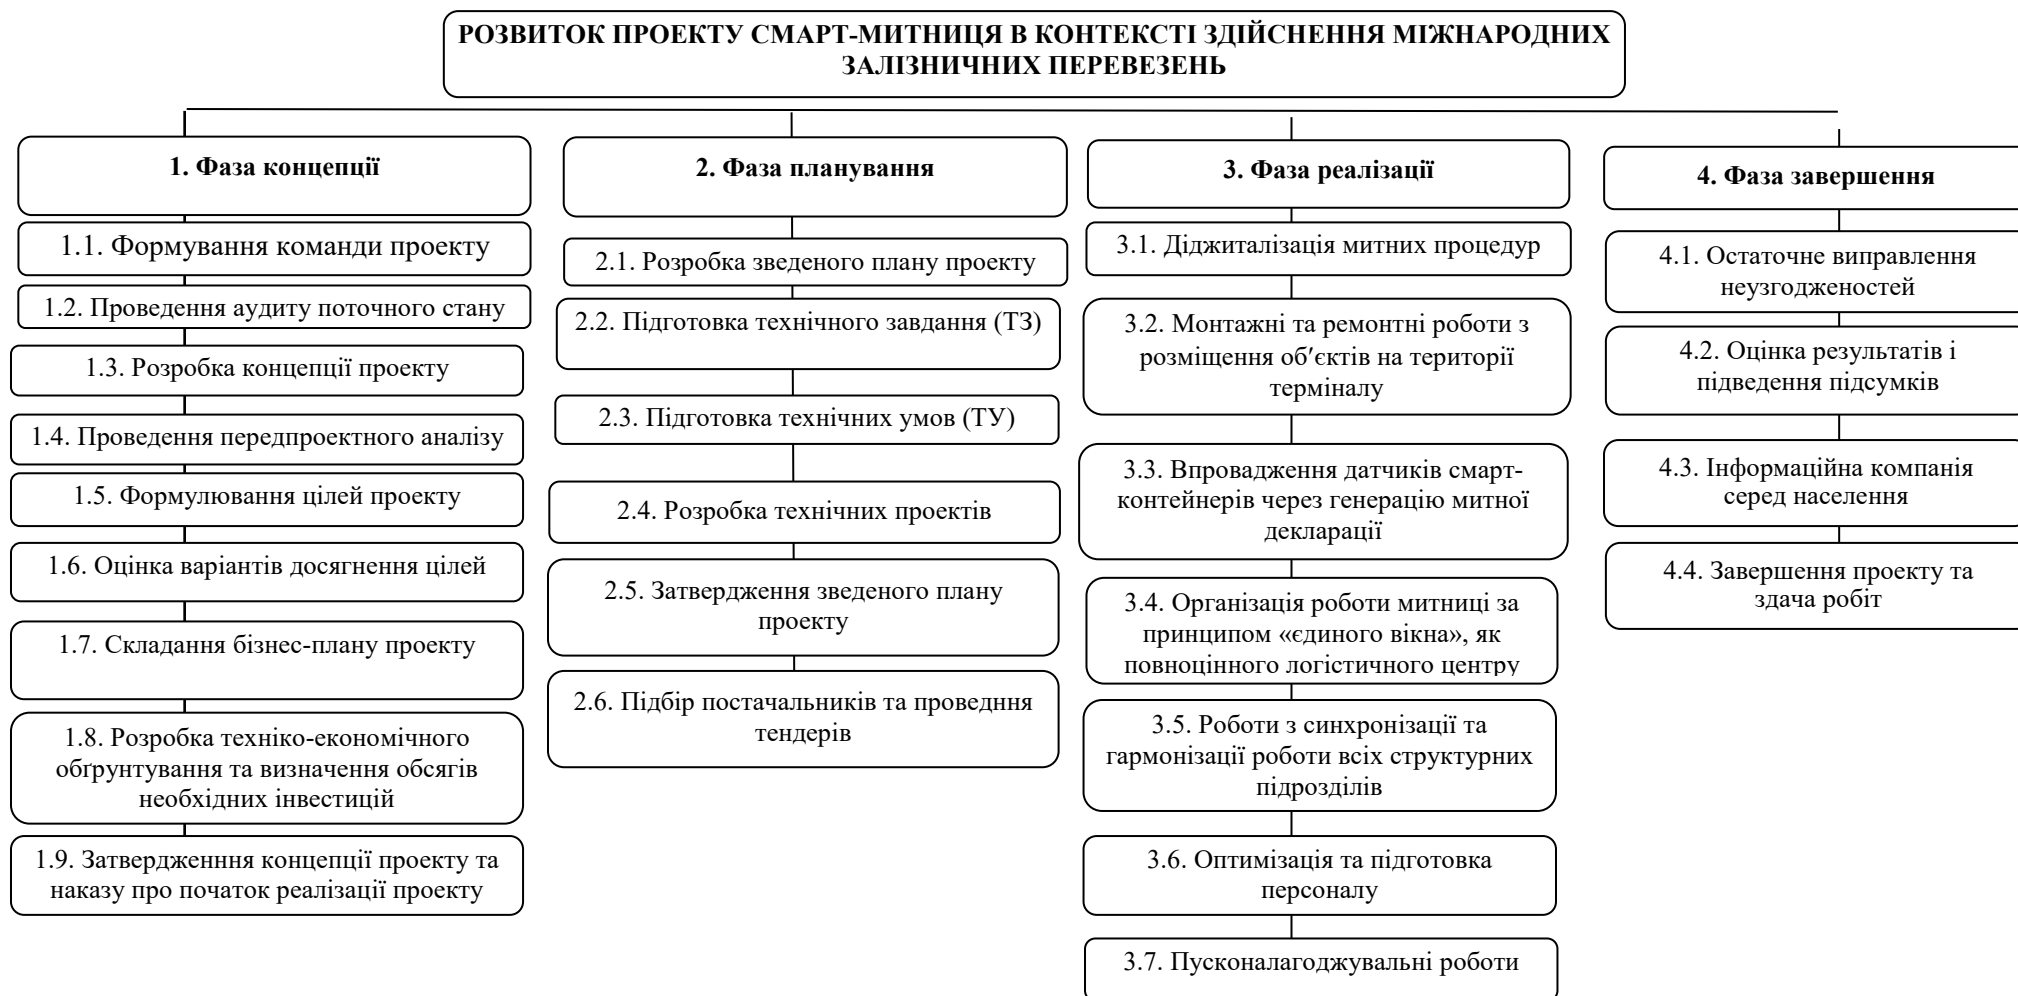 РОЗВИТОК ПРОЕКТУ СМАРТ-МИТНИЦЯ В КОНТЕКСТІ ЗДІЙСНЕННЯ МІЖНАРОДНИХ
ЗАЛІЗНИЧНИХ ПЕРЕВЕЗЕНЬ
1. Фаза концепції
1.1. Формування команди проекту
1.2. Проведення аудиту поточного стану
1.3. Розробка концепції проекту
1.4. Проведення передпроектного аналізу
1.5. Формулювання цілей проекту
1.6. Оцінка варіантів досягнення цілей
1.7. Складання бізнес-плану проекту
1.8. Розробка техніко-економічного
обґрунтування та визначення обсягів
необхідних інвестицій
1.9. Затвердженння концепції проекту та
наказу про початок реалізації проекту
2. Фаза планування
2.1. Розробка зведеного плану проекту
2.2. Підготовка технічного завдання (ТЗ)
2.3. Підготовка технічних умов (ТУ)
2.4. Розробка технічних проектів
2.5. Затвердження зведеного плану
проекту
2.6. Підбір постачальників та проведння
тендерів
3. Фаза реалізації
3.1. Діджиталізація митних процедур
3.2. Монтажні та ремонтні роботи з
розміщення об′єктів на території
терміналу
3.3. Впровадження датчиків смарт-
контейнерів через генерацію митної
декларації
3.4. Організація роботи митниці за
принципом «єдиного вікна», як
повноцінного логістичного центру
3.5. Роботи з синхронізації та
гармонізації роботи всіх структурних
підрозділів
3.6. Оптимізація та підготовка
персоналу
3.7. Пусконалагоджувальні роботи
4. Фаза завершення
4.1. Остаточне виправлення
неузгодженостей
4.2. Оцінка результатів і
підведення підсумків
4.3. Інформаційна компанія
серед населення
4.4. Завершення проекту та
здача робіт